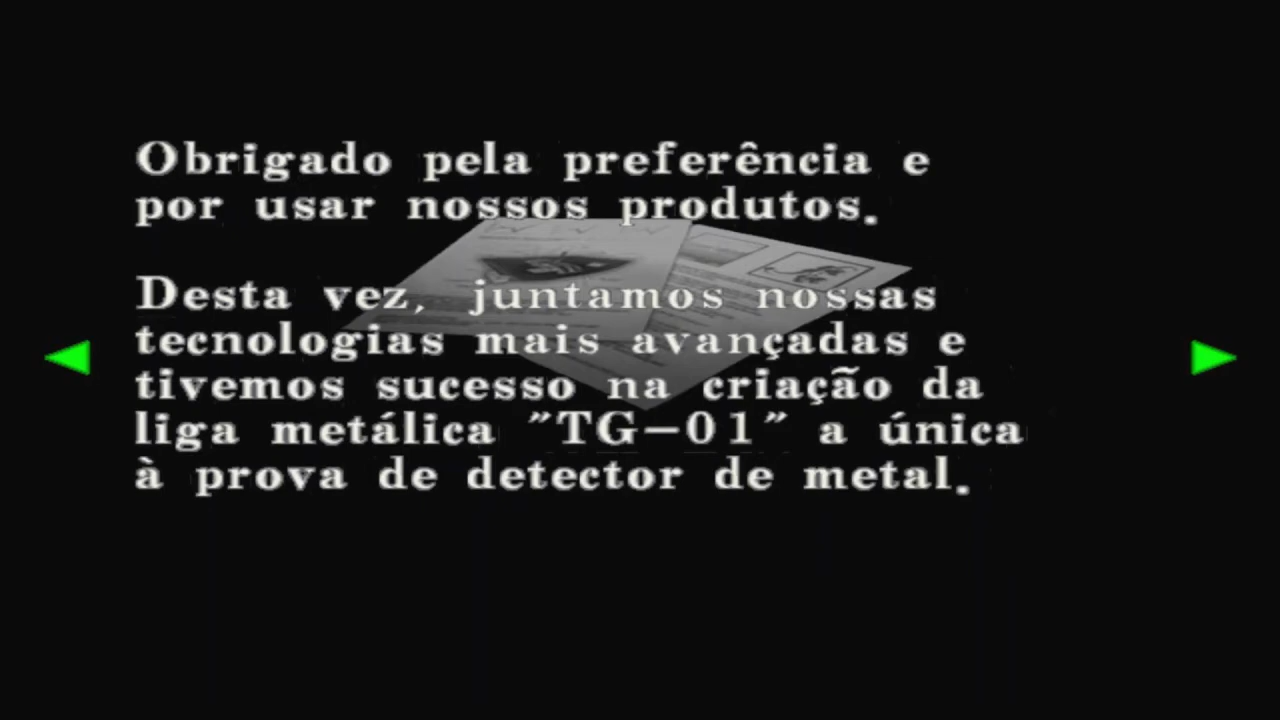 Obrigado pela preferência e
por usar nossos produtos.
Desta vez, juntamos nossas
tecnologias mais avançadas e
tivemos sucesso na criação da
liga metálica "TG-01" a única
à prova de detector de metal.